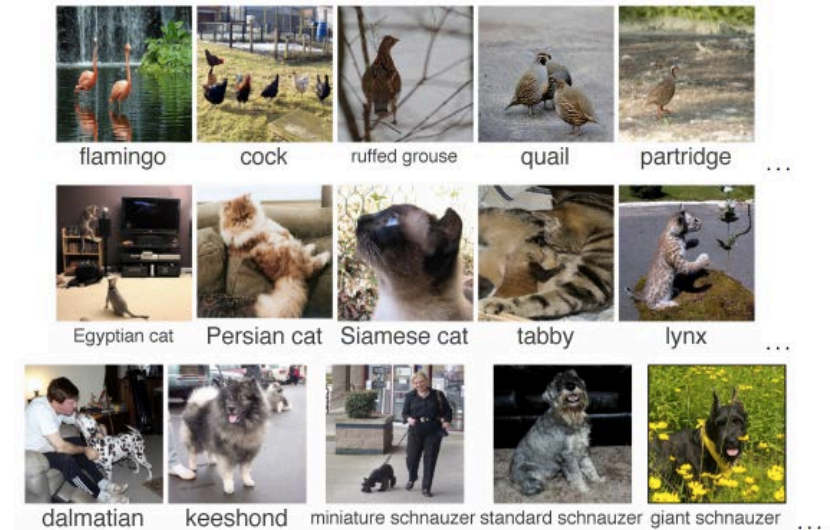 flamingo cock ruffed grouse quail partridge ...
Egyptian cat Persian cat Siamese cat tabby lynx ...
dalmatian keeshond miniature schnauzer standard schnauzer giant schnauzer ...